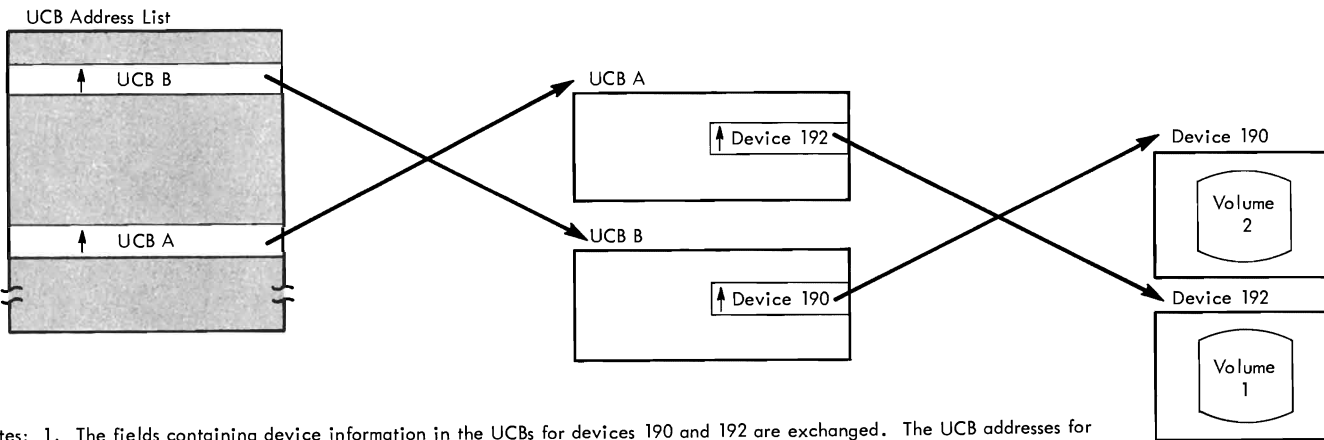 UCB Address List
UCB B
UCB A
UCB A
Device 192
UCB B
Device 190
Device 190
Volume
2
Device 192
Volume
1
tes: 1. The fields containing device information in the UCBs for devices 190 and 192 are exchanged. The UCB addresses for